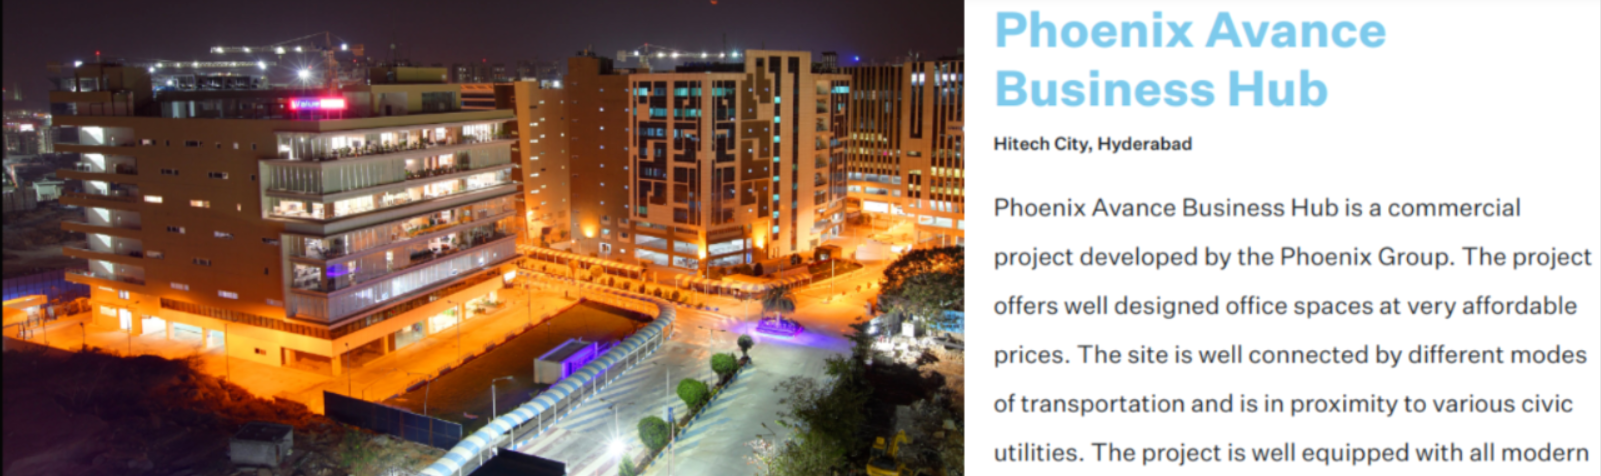 Phoenix Avance
Business Hub
Hitech City, Hyderabad
Phoenix Avance Business Hub is a commercial
project developed by the Phoenix Group. The project
offers well designed office spaces at very affordable
prices. The site is well connected by different modes
of transportation and is in proximity to various civic
utilities. The project is well equipped with all modern